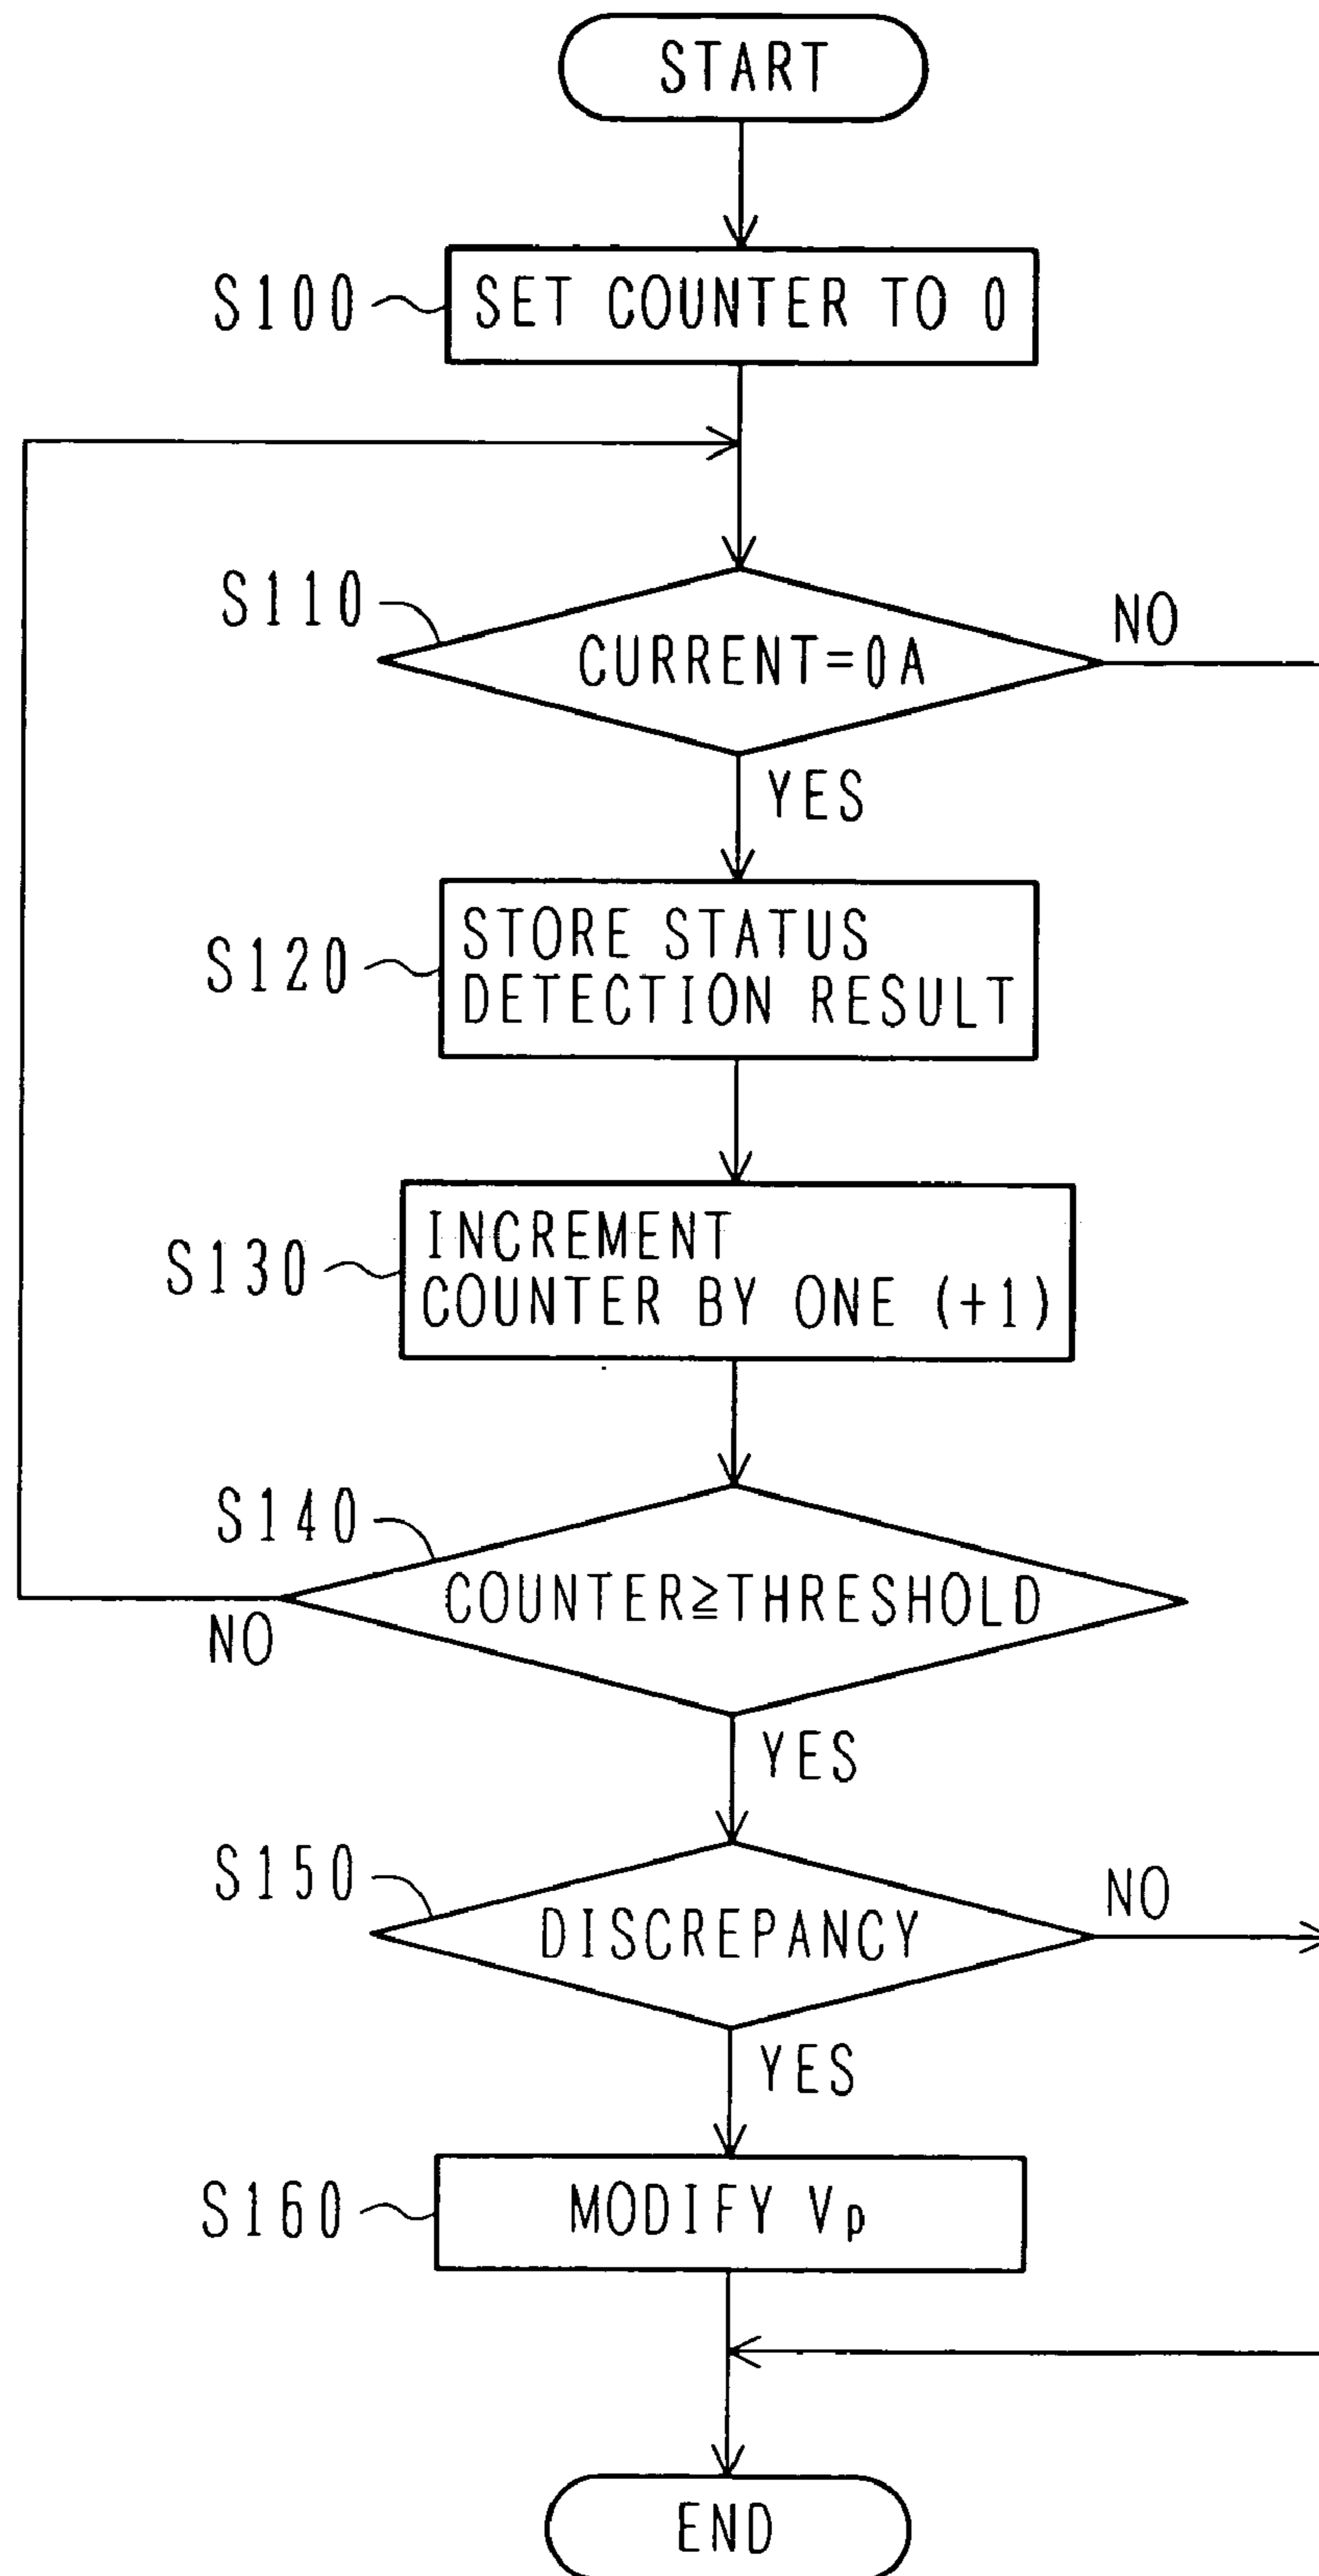 START
S100
SET COUNTER TO 0
S110
CURRENT=0A
NO
YES
S120
STORE STATUS
DETECTION RESULT
S130
INCREMENT
COUNTER BY ONE (+1)
S140
COUNTER≧THRESHOLD
NO
YES
S150
DISCREPANCY
NO
YES
S160
MODIFY Vp
END